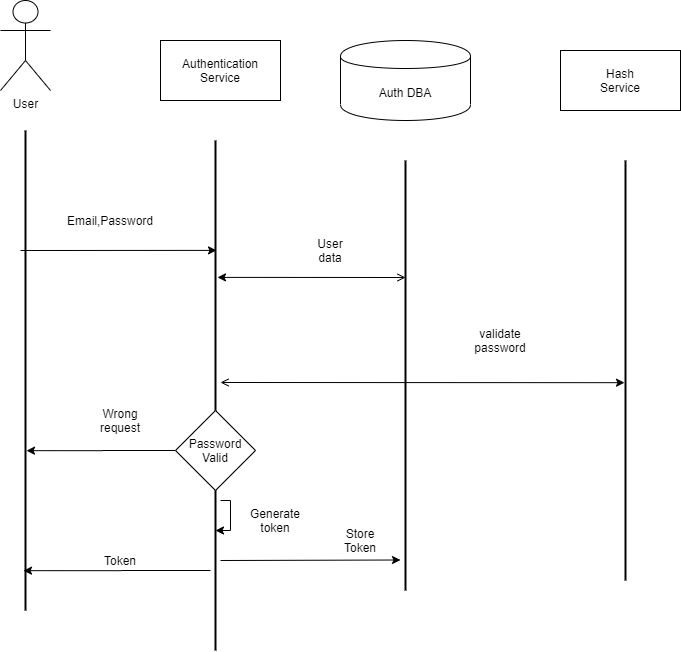 User
Authentication
Service
Auth DBA
Hash
Service
Email,Password
User
data
validate
password
Wrong
request
Password
Valid
Generate
token
Store
Token
Token